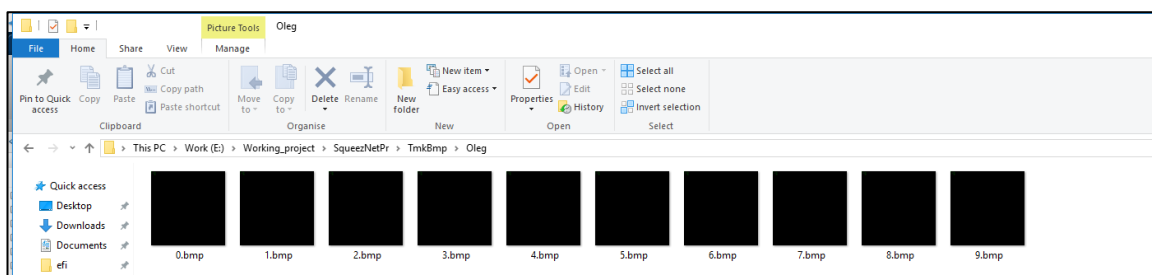 Picture Tools Oleg
File Home Share View Manage
Pin to Quick access
Copy
Paste
Cut
Copy path
Paste shortcut
Clipboard
Move to
Copy to
Delete
Rename
Organise
New folder
New item
Easy access
New
Properties
Open
Edit
History
Open
Select all
Select none
Invert selection
Select
This PC > Work (E:) > Working_project > SqueezNetPr > TmkBmp > Oleg
Quick access
Desktop
Downloads
Documents
efi
0.bmp 1.bmp 2.bmp 3.bmp 4.bmp 5.bmp 6.bmp 7.bmp 8.bmp 9.bmp